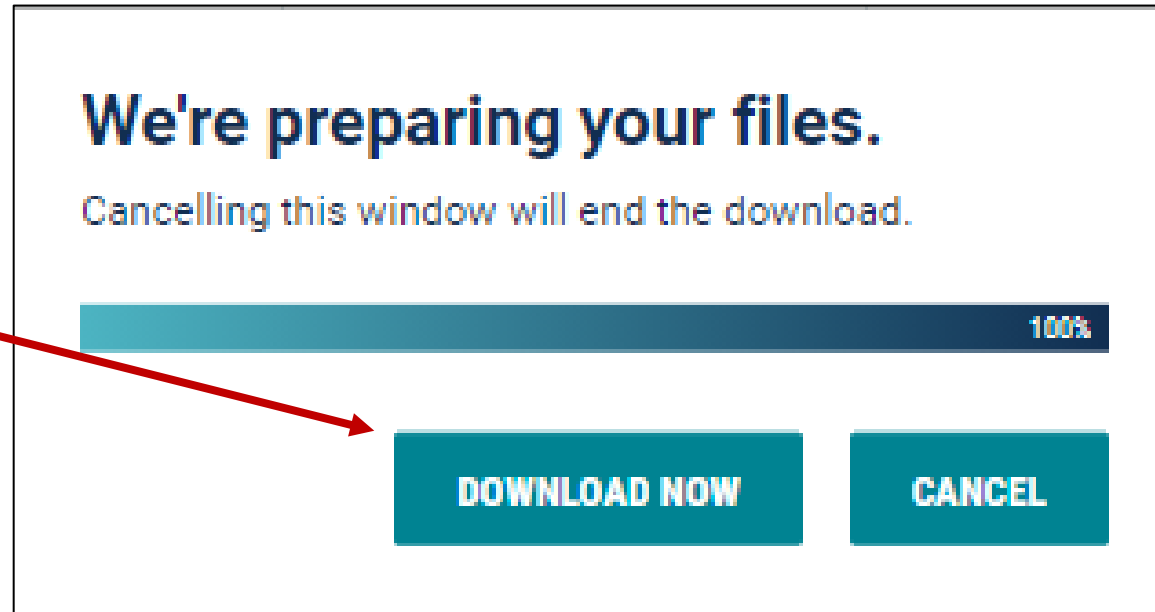 We're preparing your files.
Cancelling this window will end the download.
100%
DOWNLOAD NOW
CANCEL